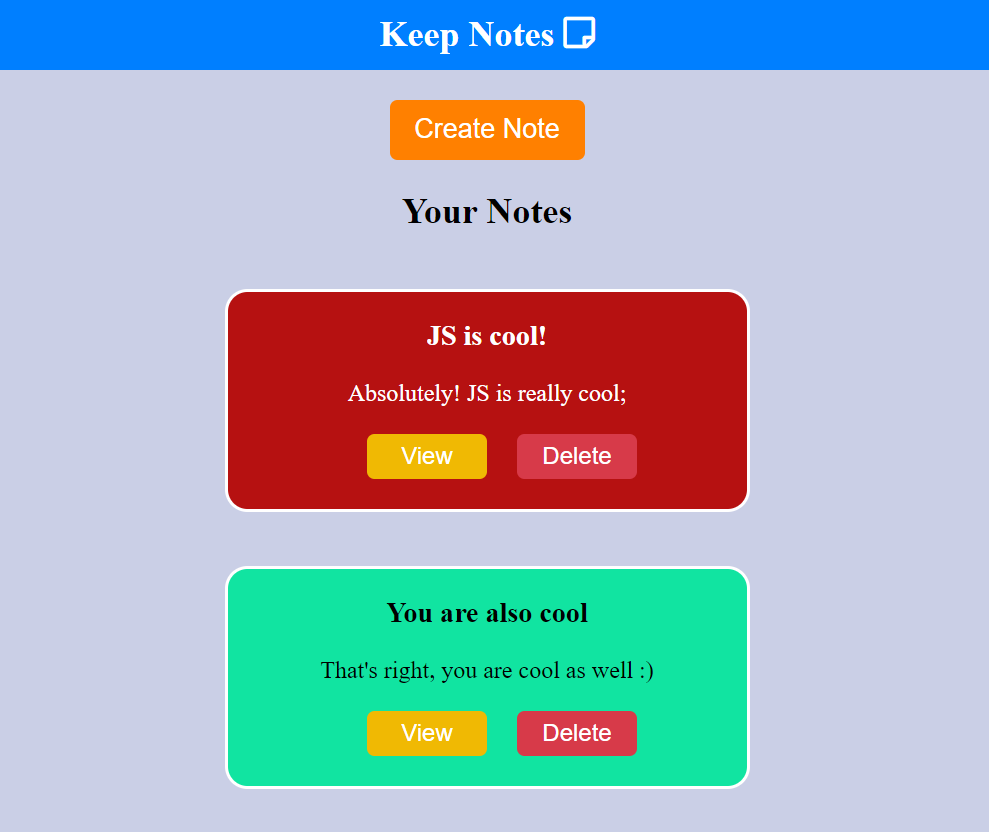 Keep Notes
Create Note
Your Notes
JS is cool!
Absolutely! JS is really cool;
View Delete
You are also cool
That's right, you are cool as well :)
View Delete